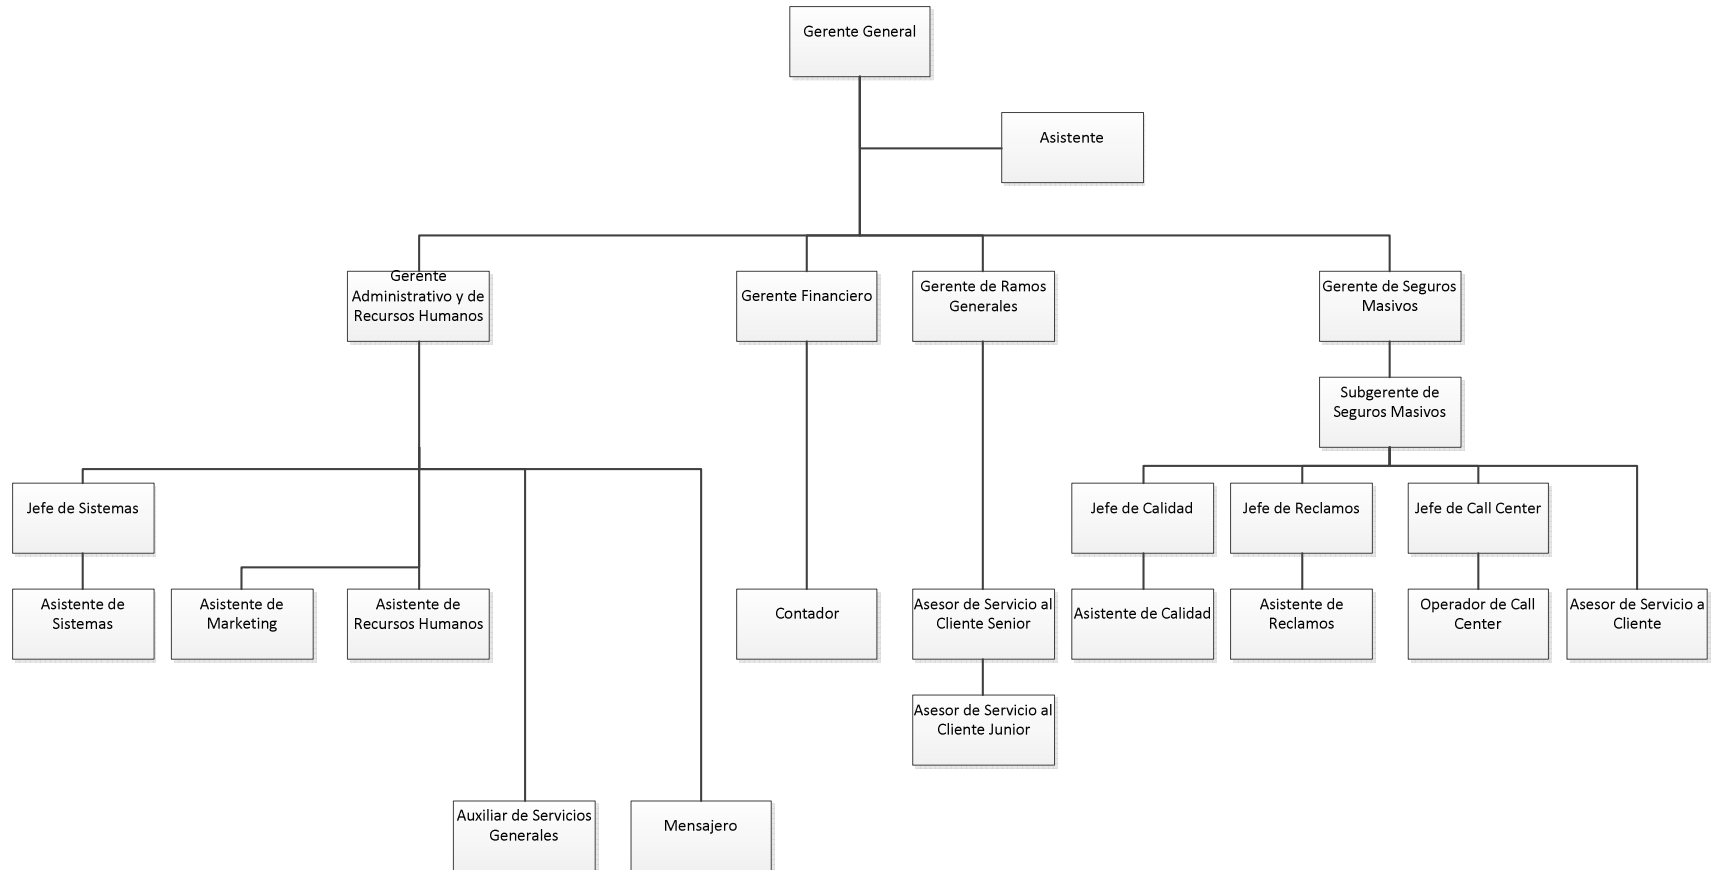 Gerente General
Asistente
Gerente
Administrativo y de
Recursos Humanos
Gerente Financiero
Gerente de Ramos
Generales
Gerente de Seguros
Masivos
Subgerente de
Seguros Masivos
Jefe de Sistemas
Jefe de Calidad
Jefe de Reclamos
Jefe de Call Center
Asistente de
Sistemas
Asistente de
Marketing
Asistente de
Recursos Humanos
Contador
Asesor de Servicio al
Cliente Senior
Asistente de Calidad
Asistente de
Reclamos
Operador de Call
Center
Asesor de Servicio a
Cliente
Asesor de Servicio al
Cliente Junior
Auxiliar de Servicios
Generales
Mensajero